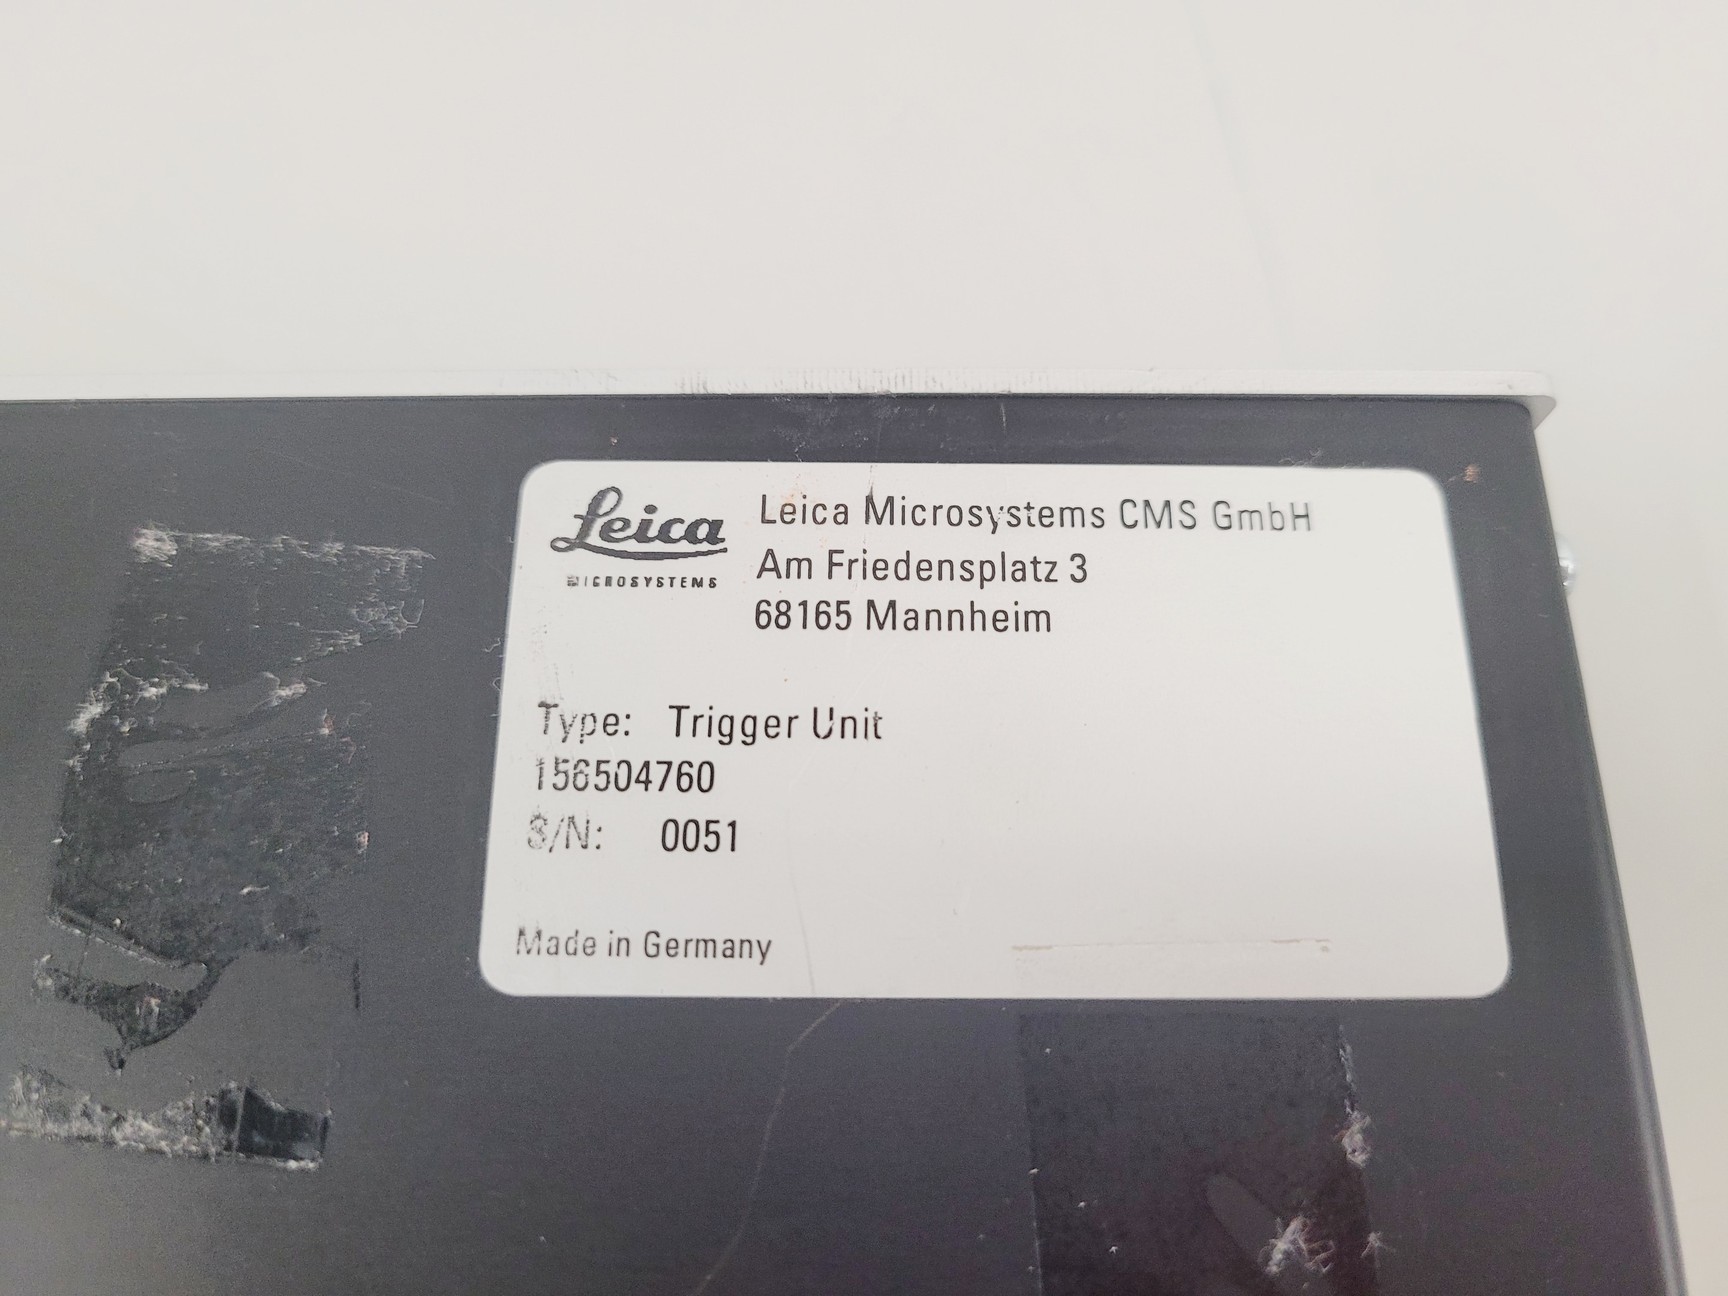 Leica
MICROSYSTEMS
Leica Microsystems CMS GmbH
Am Friedensplatz 3
68165 Mannheim
Type: Trigger Unit
156504760
S/N: 0051
Made in Germany